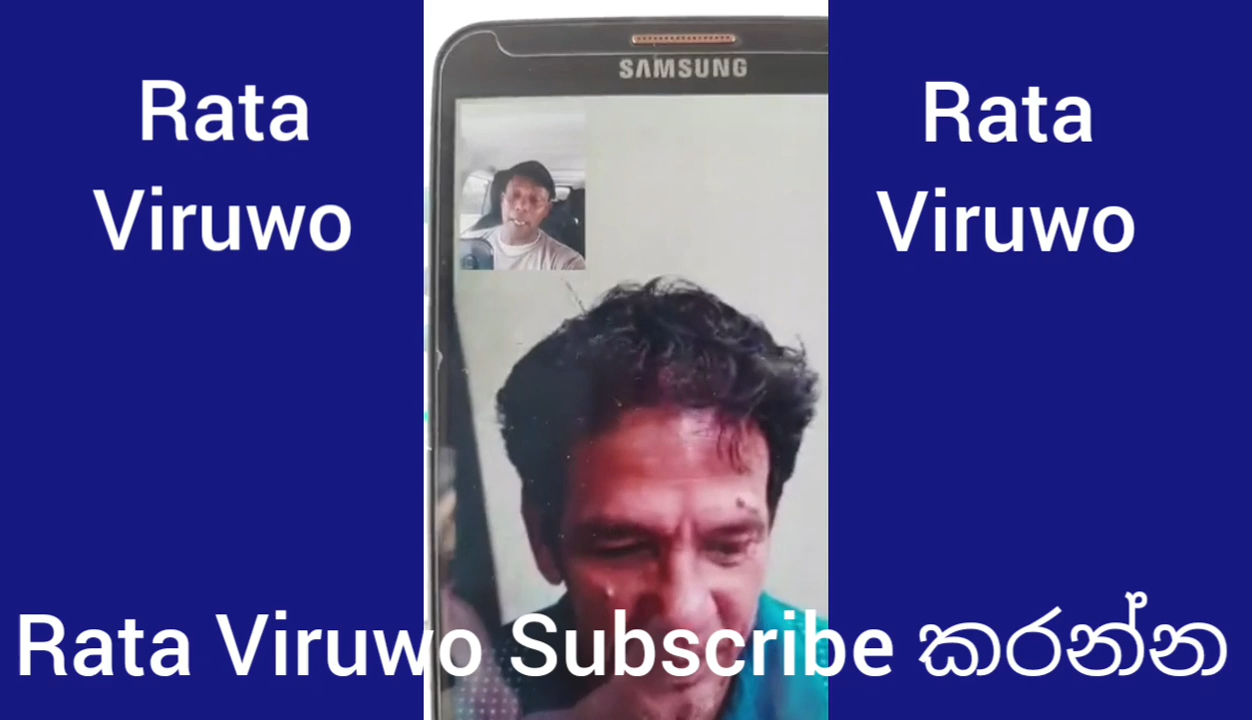 SAMSUNG
Rata
Viruwo
Rata
Viruwo
Rata Viruwo Subscribe කරන්න